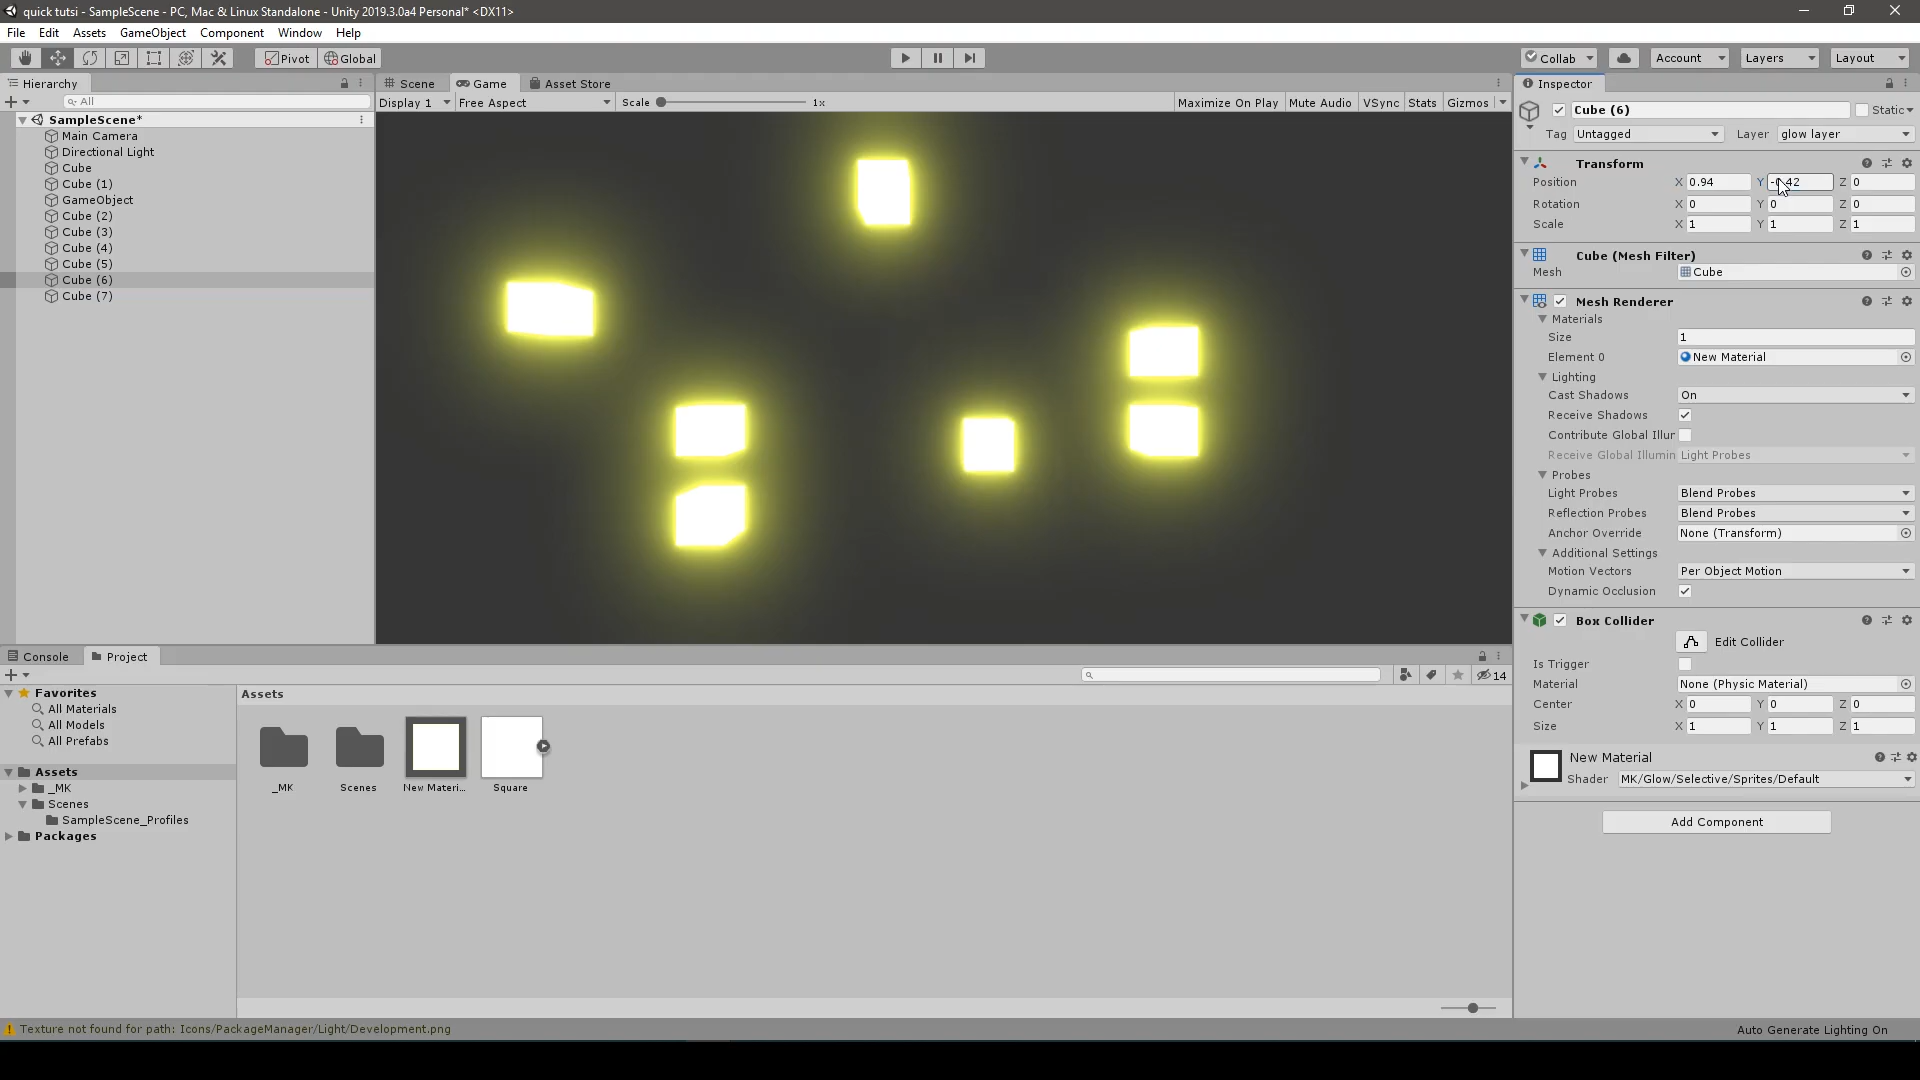 quick tutsi - SampleScene - PC, Mac & Linux Standalone - Unity 2019.3.0a4 Personal* <DX11>
File Edit Assets GameObject Component Window Help
Pivot Global Collab Account Layers Layout
Hierarchy
All
SampleScene*
Main Camera
Directional Light
Cube
Cube (1)
GameObject
Cube (2)
Cube (3)
Cube (4)
Cube (5)
Cube (6)
Cube (7)
Scene Game Asset Store
Display 1 Free Aspect Scale 1x Maximize On Play Mute Audio VSync Stats Gizmos
Inspector
Cube (6) Static
Tag Untagged Layer glow layer
Transform
Position X 0.94 Y Z 0
Rotation X 0 Y 0 Z 0
Scale X 1 Y 1 Z 1
Cube (Mesh Filter)
Mesh Cube
Mesh Renderer
Materials
Size 1
Element 0 New Material
Lighting
Cast Shadows On
Receive Shadows
Contribute Global Illur
Receive Global Illumin Light Probes
Probes
Light Probes Blend Probes
Reflection Probes Blend Probes
Anchor Override None (Transform)
Additional Settings
Motion Vectors Per Object Motion
Dynamic Occlusion
Box Collider
Edit Collider
Is Trigger
Material None (Physic Material)
Center X 0 Y 0 Z 0
Size X 1 Y 1 Z 1
New Material
Shader MK/Glow/Selective/Sprites/Default
Add Component
Console Project
14
Favorites
All Materials
All Models
All Prefabs
Assets
_MK
Scenes
SampleScene_Profiles
Packages
Assets
_MK Scenes New Materi... Square
Texture not found for path: Icons/PackageManager/Light/Development.png
Auto Generate Lighting On